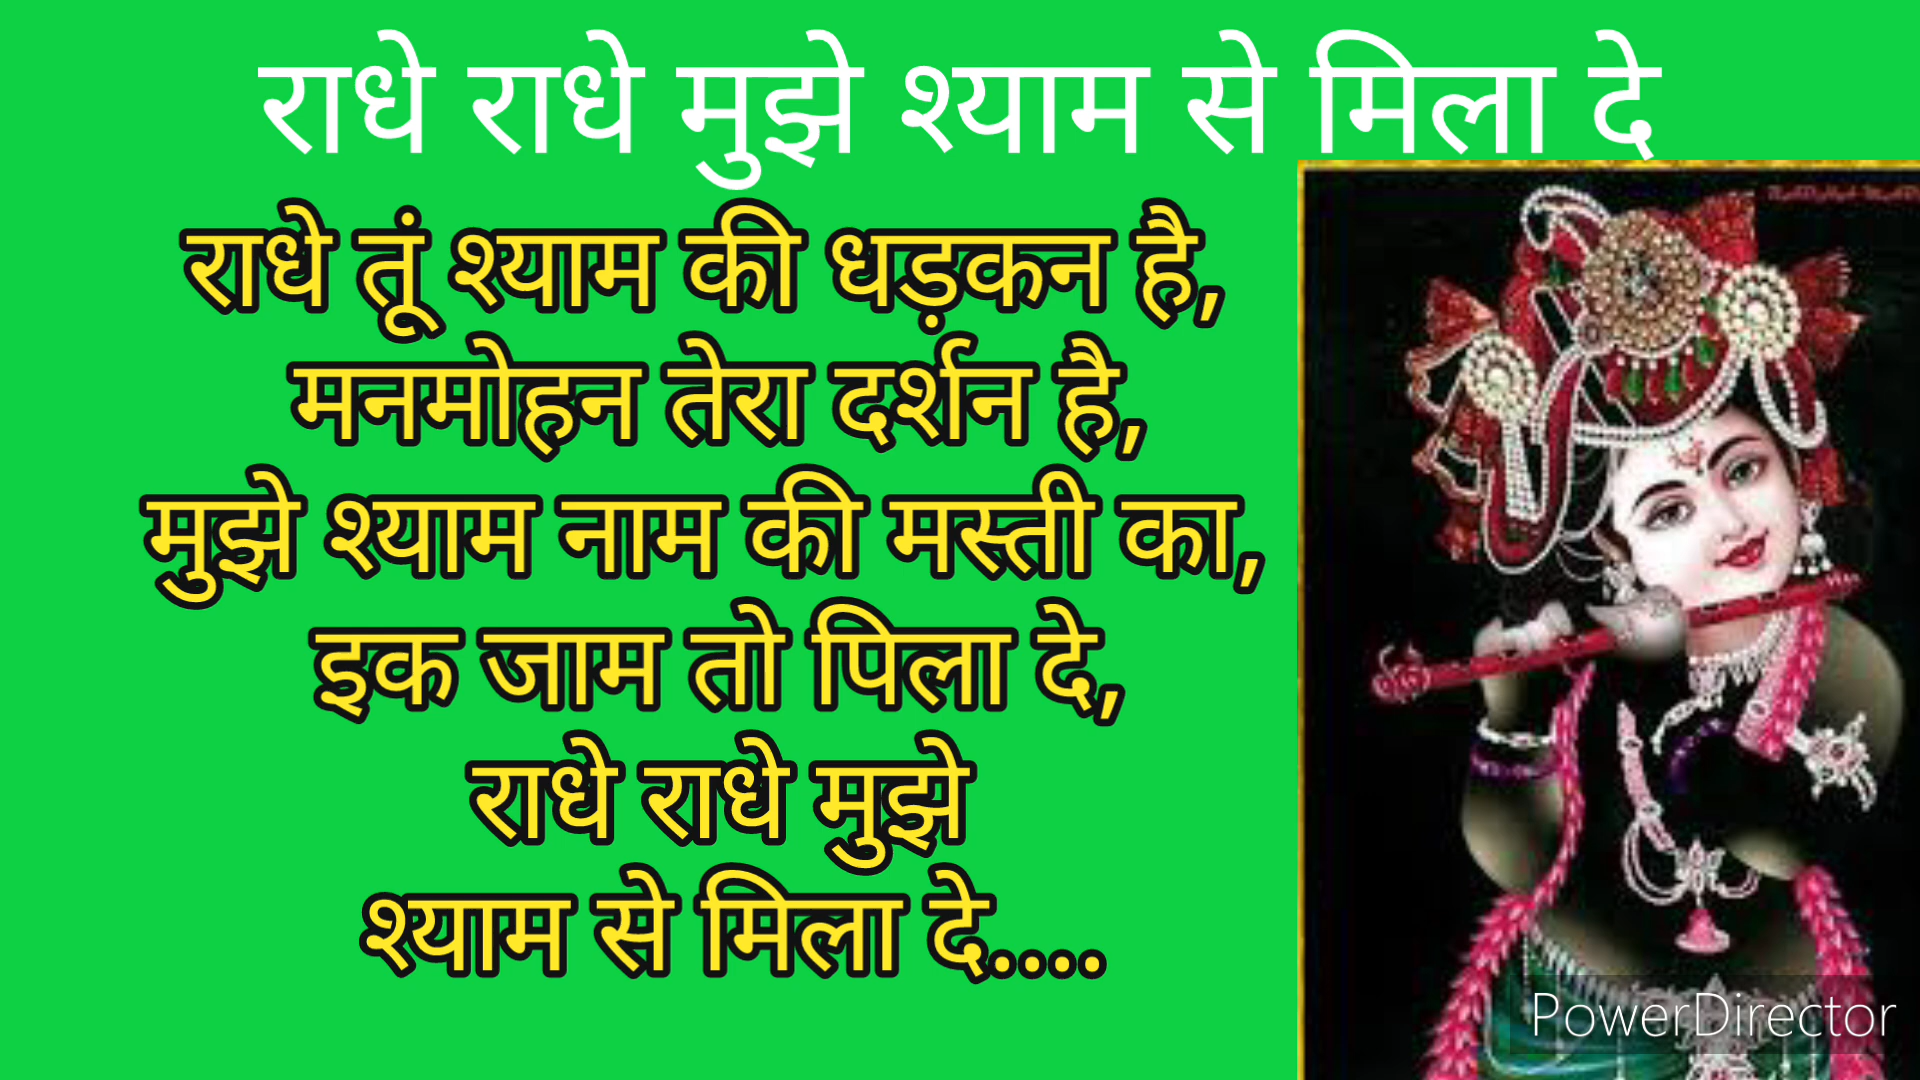 राधे राधे मुझे श्याम से मिला दे
राधे तूं श्याम की धड़कन है,
मनमोहन तेरा दर्शन है,
मुझे श्याम नाम की मस्ती का,
इक जाम तो पिला दे,
राधे राधे मुझे
श्याम से मिला दे....
PowerDirector